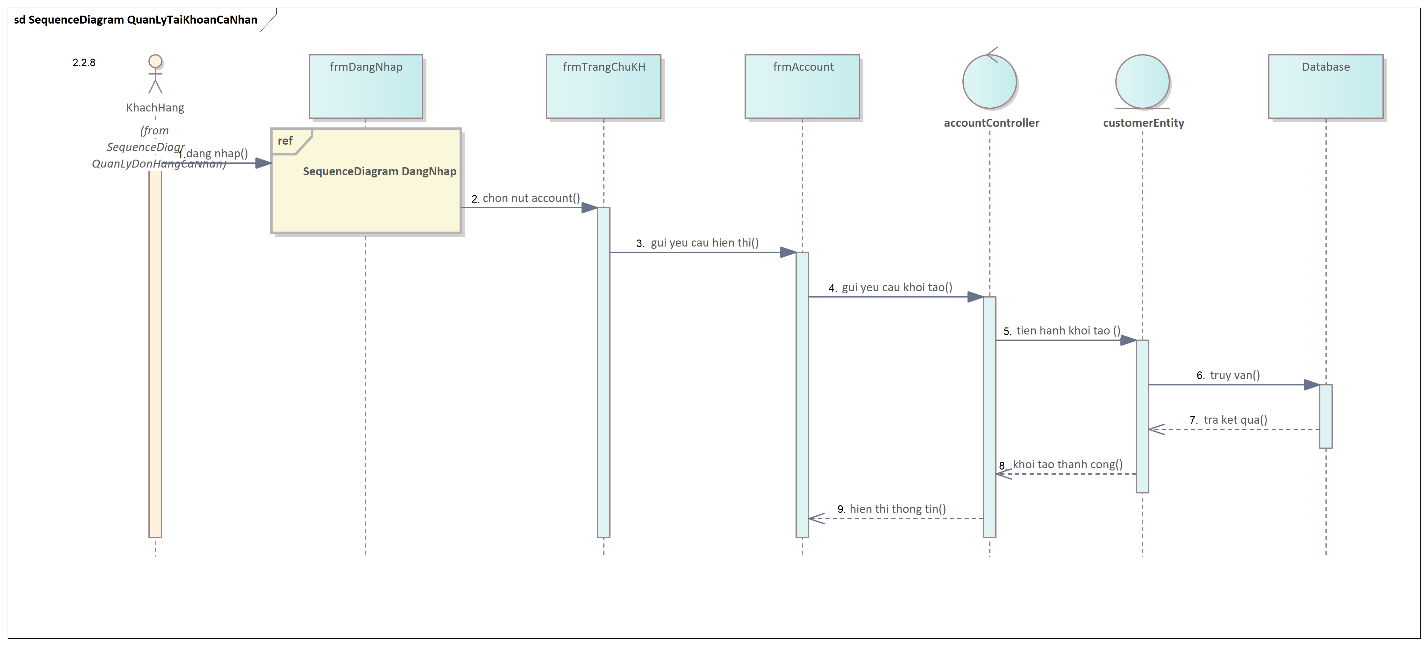 sd SequenceDiagram QuanLyTaiKhoanCaNhan
2.2.8
KhachHang
(from
SequenceDiagr
QuanLyDonHangCaNhan)
frmDangNhap
frmTrangChuKH
frmAccount
accountController
customerEntity
Database
ref
SequenceDiagram DangNhap
1.dang nhap()
2. chon nut account()
3. gui yeu cau hien thi()
4. gui yeu cau khoi tao()
5. tien hanh khoi tao ()
6. truy van()
7. tra ket qua()
8. khoi tao thanh cong()
9. hien thi thong tin()